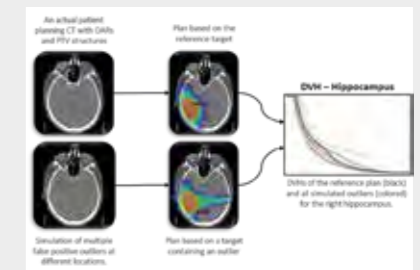 An actual patient
planning CT with OARs
and PTV structures
Plan based on the
reference target
DVH – Hippocampus
DVHs of the reference plan (black)
and all simulated outliers (colored)
for the right hippocampus.
Simulation of multiple
false positive outliers at
different locations.
Plan based on a target
containing an outlier